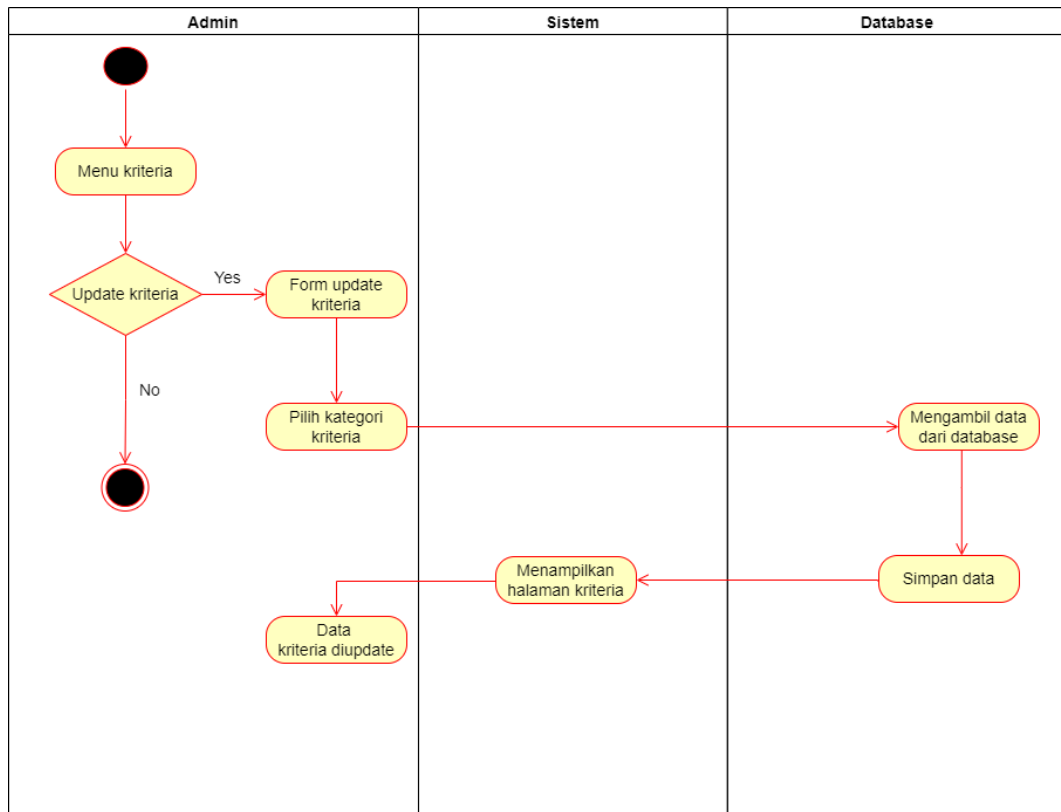 Admin
Sistem
Database
Menu kriteria
Update kriteria
Yes
Form update
kriteria
No
Pilih kategori
kriteria
Mengambil data
dari database
Simpan data
Menampilkan
halaman kriteria
Data
kriteria diupdate